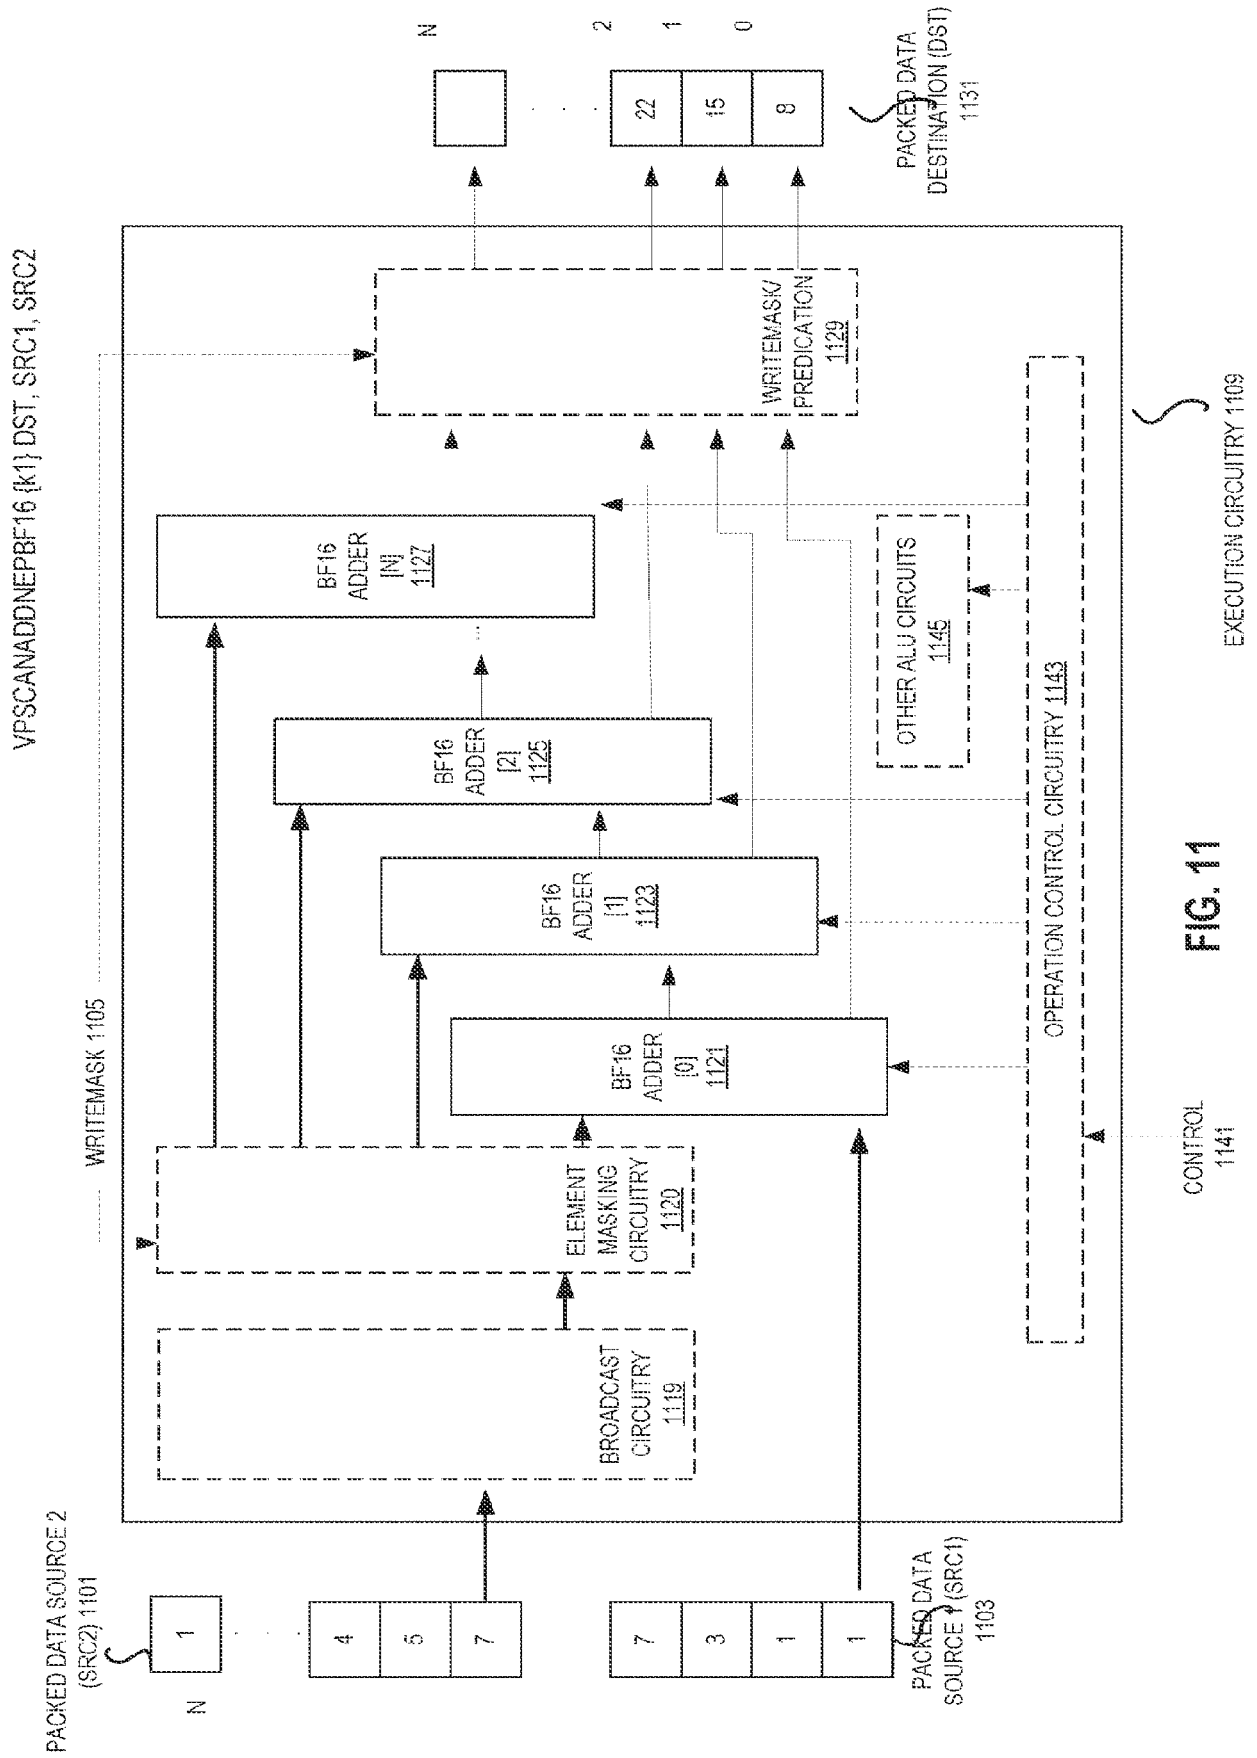 VPSCANADDNEPBF16 {k1} DST, SRC1, SRC2
WRITEMASK 1105
PACKED DATA SOURCE 2
(SRC2) 1101
N
1
4
5
7
7
3
1
1
PACKED DATA
SOURCE 1 (SRC1)
1103
BROADCAST
CIRCUITRY
1119
ELEMENT
MASKING
CIRCUITRY
1120
BF16
ADDER
[0]
1121
BF16
ADDER
[1]
1123
BF16
ADDER
[2]
1125
BF16
ADDER
[N]
1127
WRITEMASK/
PREDICATION
1129
N
2
1
0
22
15
8
PACKED DATA
DESTINATION (DST)
1131
OTHER ALU CIRCUITS
1145
OPERATION CONTROL CIRCUITRY 1143
CONTROL
1141
EXECUTION CIRCUITRY 1109
FIG. 11